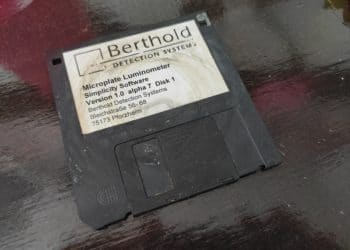 Berthold
DETECTION SYSTEMS
Microplate Luminometer
Simplicity Software
Version 1.0 alpha 7 Disk 1
Berthold Detection Systems
Bleichstraße 56-68
75173 Pforzheim